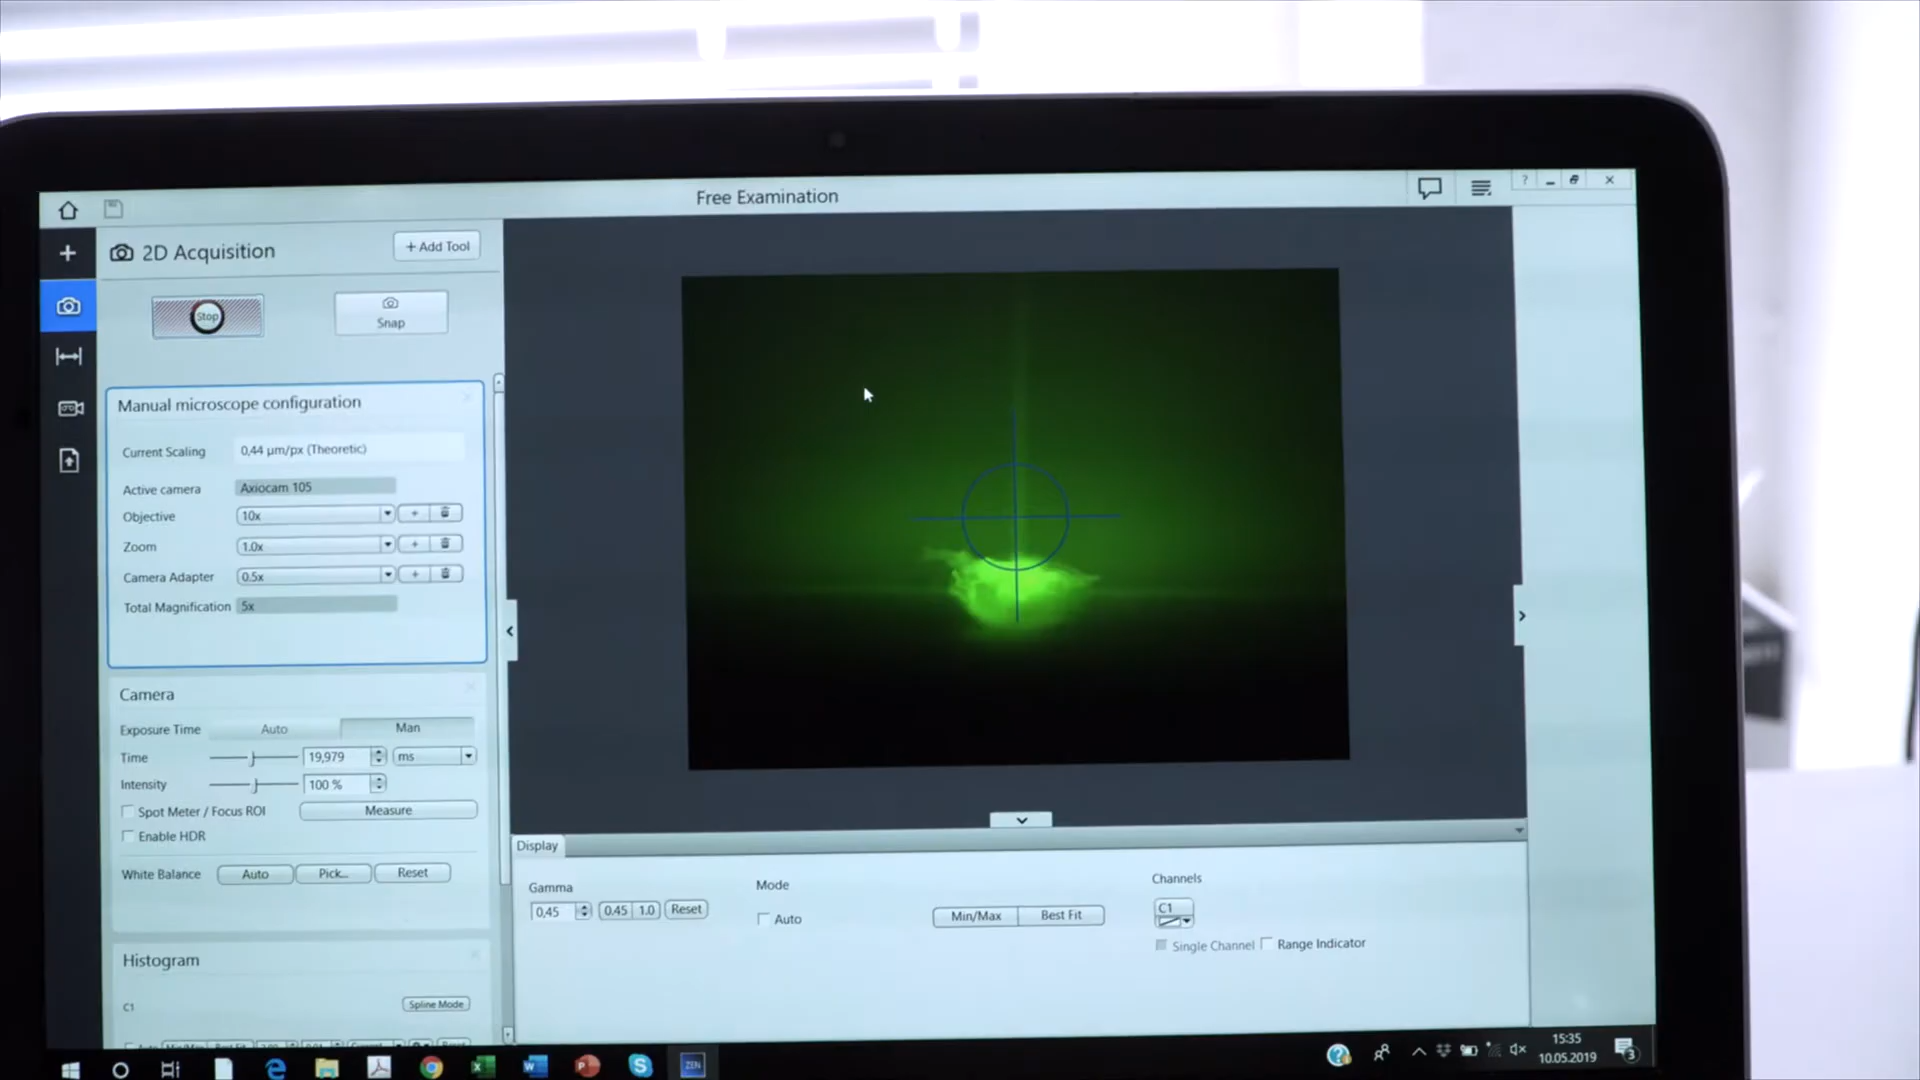 Free Examination
?
2D Acquisition
+ Add Tool
Stop
Snap
Manual microscope configuration
Current Scaling 0,44 µm/px (Theoretic)
Active camera Axiocam 105
Objective 10x
Zoom 1.0x
Camera Adapter 0.5x
Total Magnification 5x
Camera
Exposure Time Auto Man
Time 19,979 ms
Intensity 100 %
Spot Meter / Focus ROI Measure
Enable HDR
White Balance Auto Pick... Reset
Histogram
C1 Spline Mode
Display
Gamma
0,45 0.45 1.0 Reset
Mode
Auto
Min/Max Best Fit
Channels
C1
Single Channel Range Indicator
ZEN
15:35
10.05.2019
3